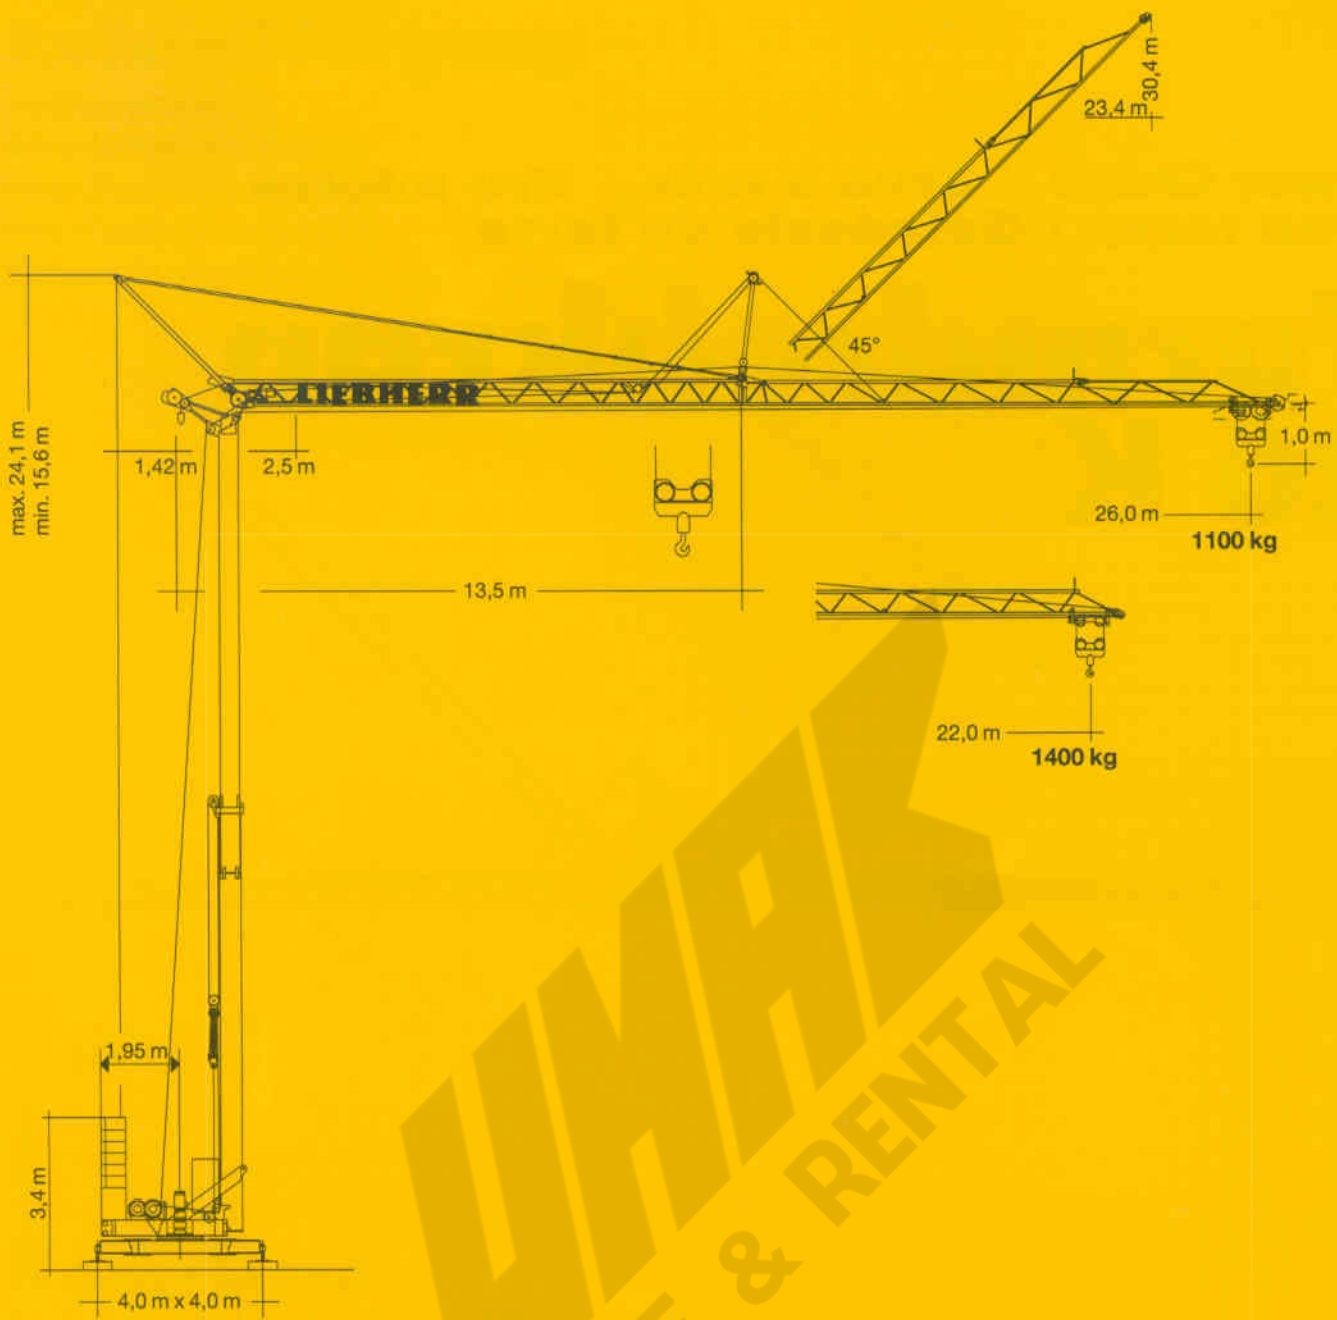 30,4 m
23,4 m
45°
LIEBHERR
max. 24,1 m
min. 15,6 m
1,42 m
2,5 m
1,0 m
26,0 m
1100 kg
13,5 m
22,0 m
1400 kg
1,95 m
3,4 m
4,0 m x 4,0 m
& RENTAL